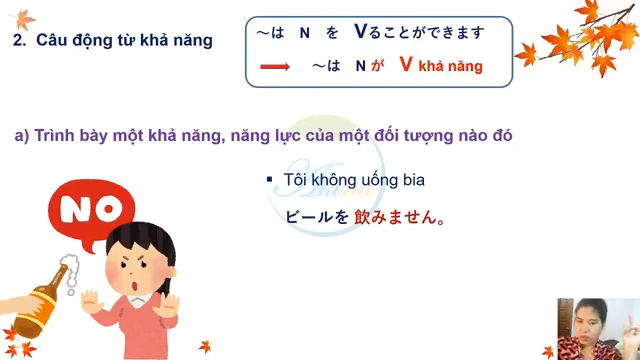 2. Câu động từ khả năng
～は N を Vることができます
～は N が V khả năng
a) Trình bày một khả năng, năng lực của một đối tượng nào đó
Tôi không uống bia
ビールを 飲みません。
NO